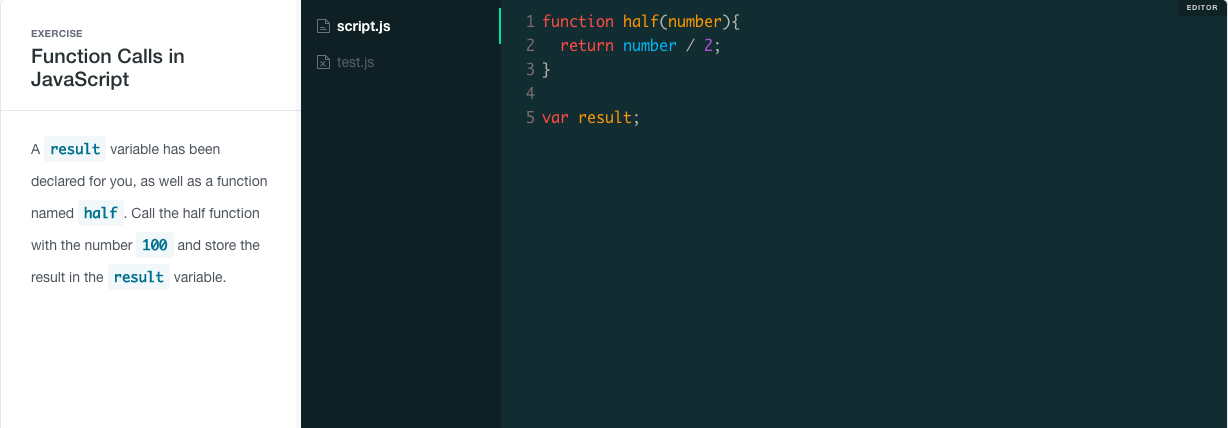 EXERCISE
Function Calls in
JavaScript
A result variable has been
declared for you, as well as a function
named half. Call the half function
with the number 100 and store the
result in the result variable.
script.js
test.js
EDITOR
1 function half(number){
2   return number / 2;
3 }
4
5 var result;